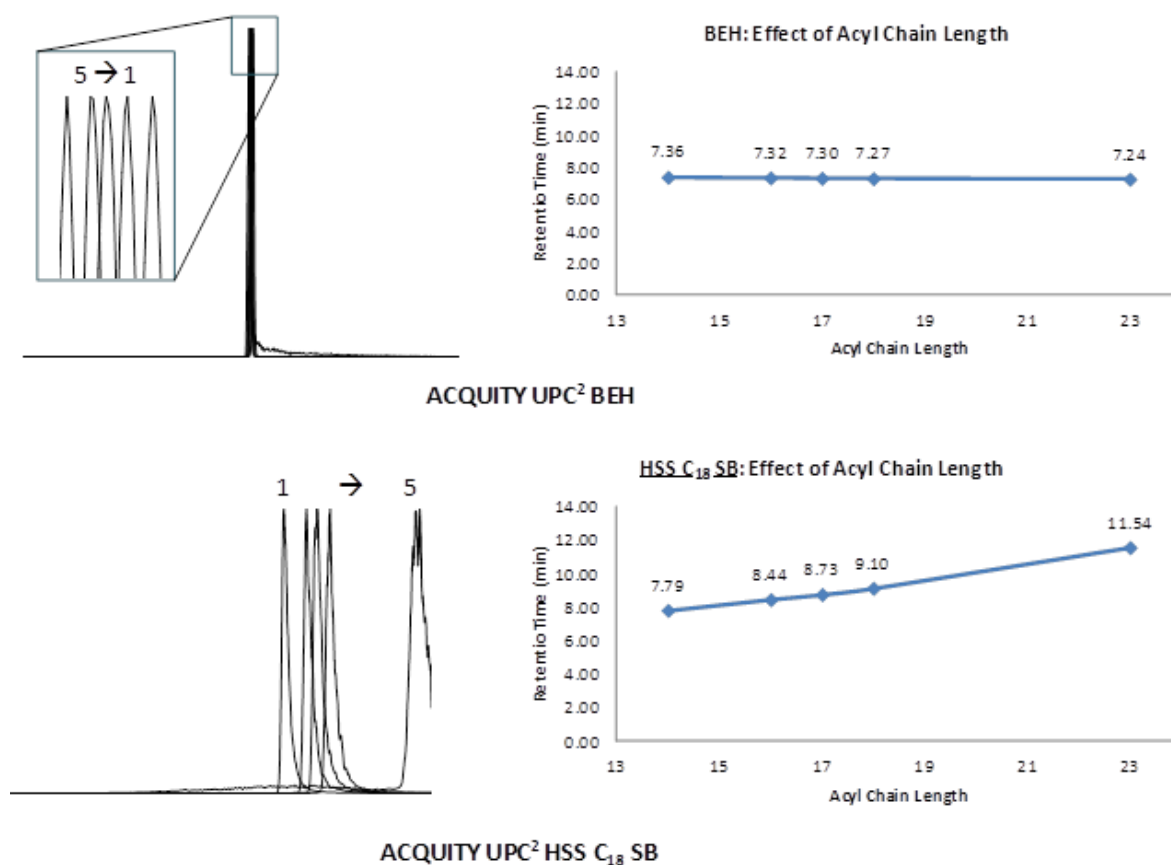 5 → 1
ACQUITY UPC² BEH
BEH: Effect of Acyl Chain Length
Retentio Time (min)
14.00
12.00
10.00
8.00
6.00
4.00
2.00
0.00
7.36 7.32 7.30 7.27 7.24
13 15 17 19 21 23
Acyl Chain Length
1 → 5
ACQUITY UPC² HSS C₁₈ SB
HSS C₁₈ SB: Effect of Acyl Chain Length
Retentio Time (min)
14.00
12.00
10.00
8.00
6.00
4.00
2.00
0.00
7.79 8.44 8.73 9.10 11.54
13 15 17 19 21 23
Acyl Chain Length